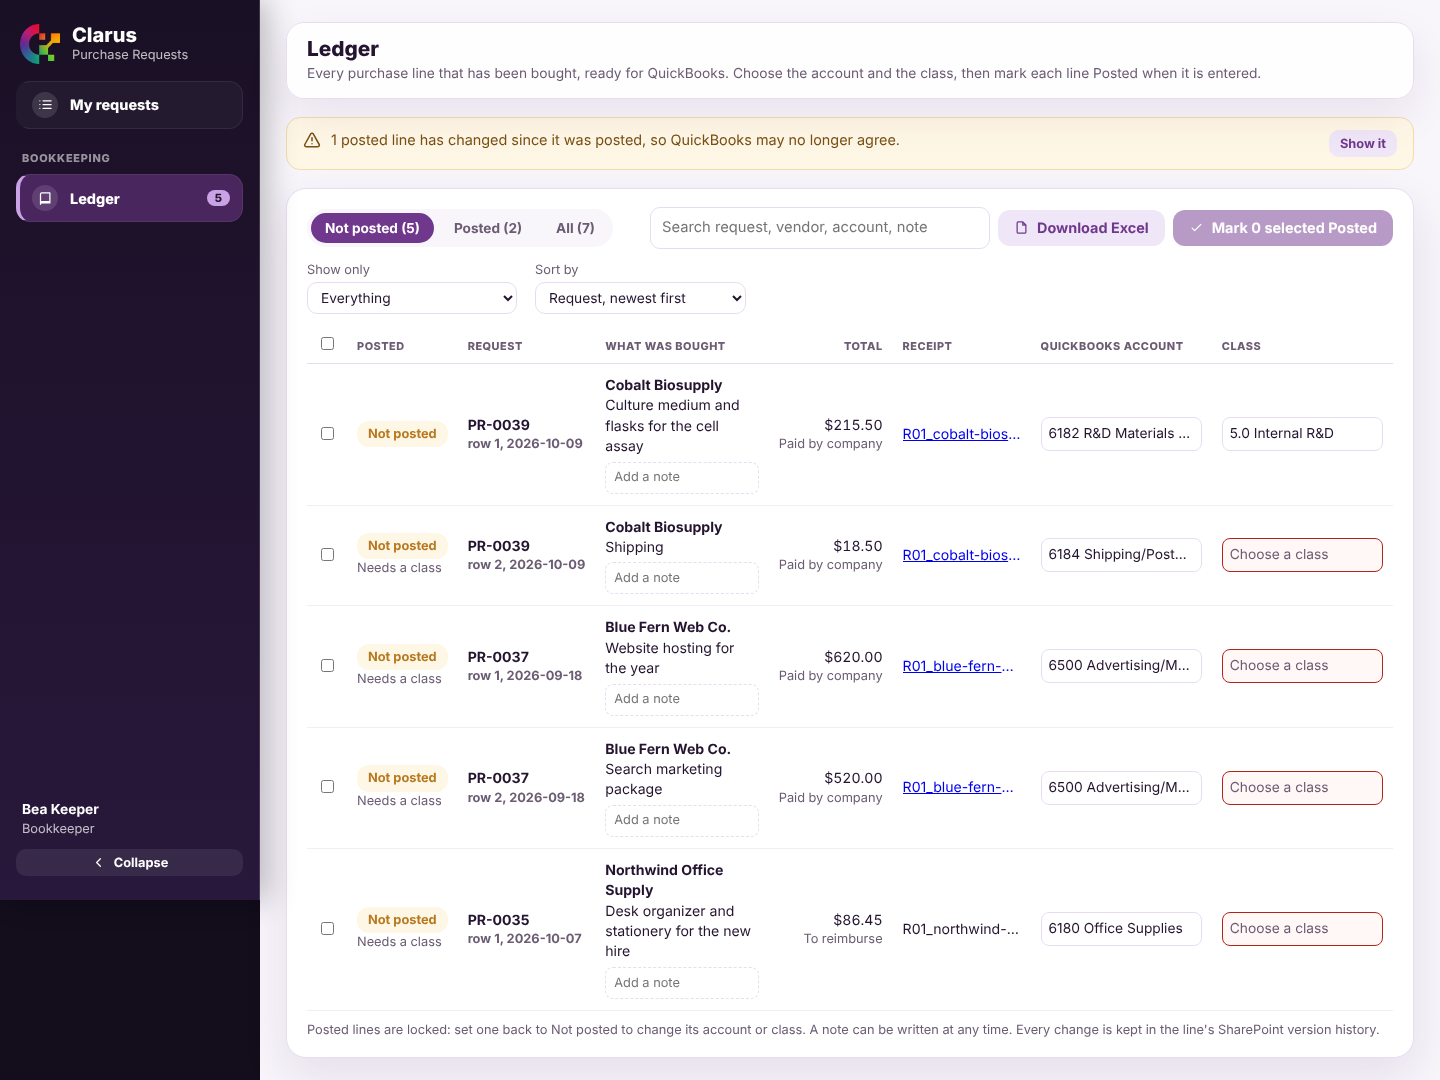 Clarus
Purchase Requests
My requests
BOOKKEEPING
Ledger
5
Bea Keeper
Bookkeeper
Collapse
Ledger
Every purchase line that has been bought, ready for QuickBooks. Choose the account and the class, then mark each line Posted when it is entered.
1 posted line has changed since it was posted, so QuickBooks may no longer agree.
Show it
Not posted (5)
Posted (2)
All (7)
Search request, vendor, account, note
Download Excel
Mark 0 selected Posted
Show only
Sort by
Everything
Request, newest first
POSTED
REQUEST
WHAT WAS BOUGHT
TOTAL
RECEIPT
QUICKBOOKS ACCOUNT
CLASS
Not posted
PR-0039
row 1, 2026-10-09
Cobalt Biosupply
Culture medium and
flasks for the cell
assay
Add a note
$215.50
Paid by company
R01_cobalt-bios...
6182 R&D Materials ...
5.0 Internal R&D
Not posted
Needs a class
PR-0039
row 2, 2026-10-09
Cobalt Biosupply
Shipping
Add a note
$18.50
Paid by company
R01_cobalt-bios...
6184 Shipping/Post...
Choose a class
Not posted
Needs a class
PR-0037
row 1, 2026-09-18
Blue Fern Web Co.
Website hosting for
the year
Add a note
$620.00
Paid by company
R01_blue-fern-...
6500 Advertising/M...
Choose a class
Not posted
Needs a class
PR-0037
row 2, 2026-09-18
Blue Fern Web Co.
Search marketing
package
Add a note
$520.00
Paid by company
R01_blue-fern-...
6500 Advertising/M...
Choose a class
Not posted
Needs a class
PR-0035
row 1, 2026-10-07
Northwind Office
Supply
Desk organizer and
stationery for the new
hire
Add a note
$86.45
To reimburse
R01_northwind-...
6180 Office Supplies
Choose a class
Posted lines are locked: set one back to Not posted to change its account or class. A note can be written at any time. Every change is kept in the line's SharePoint version history.